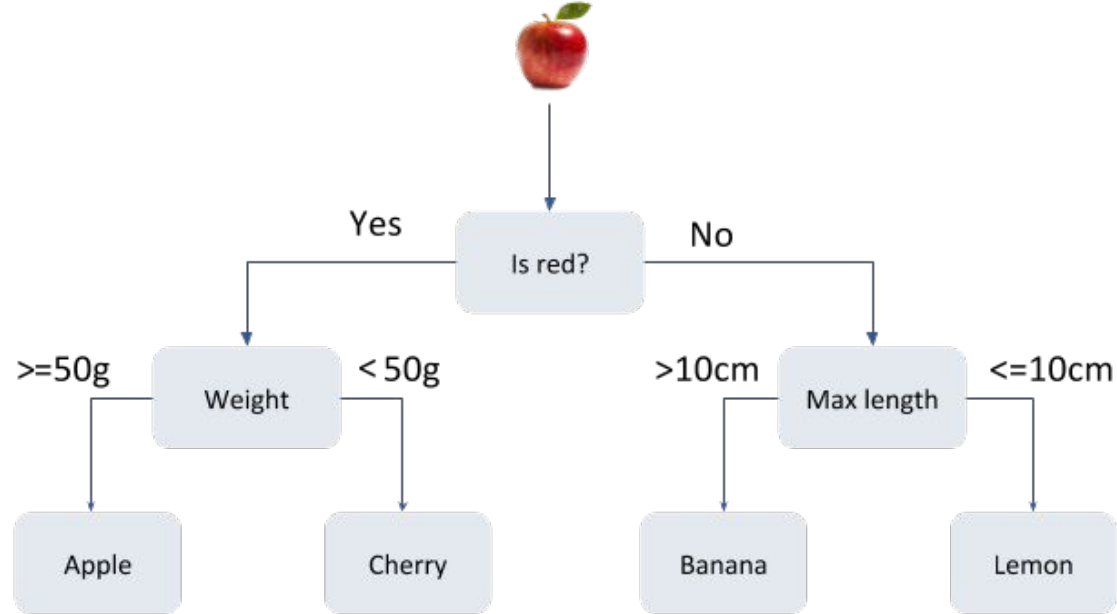 Yes
No
Is red?
>=50g
< 50g
>10cm
<=10cm
Weight
Max length
Apple
Cherry
Banana
Lemon